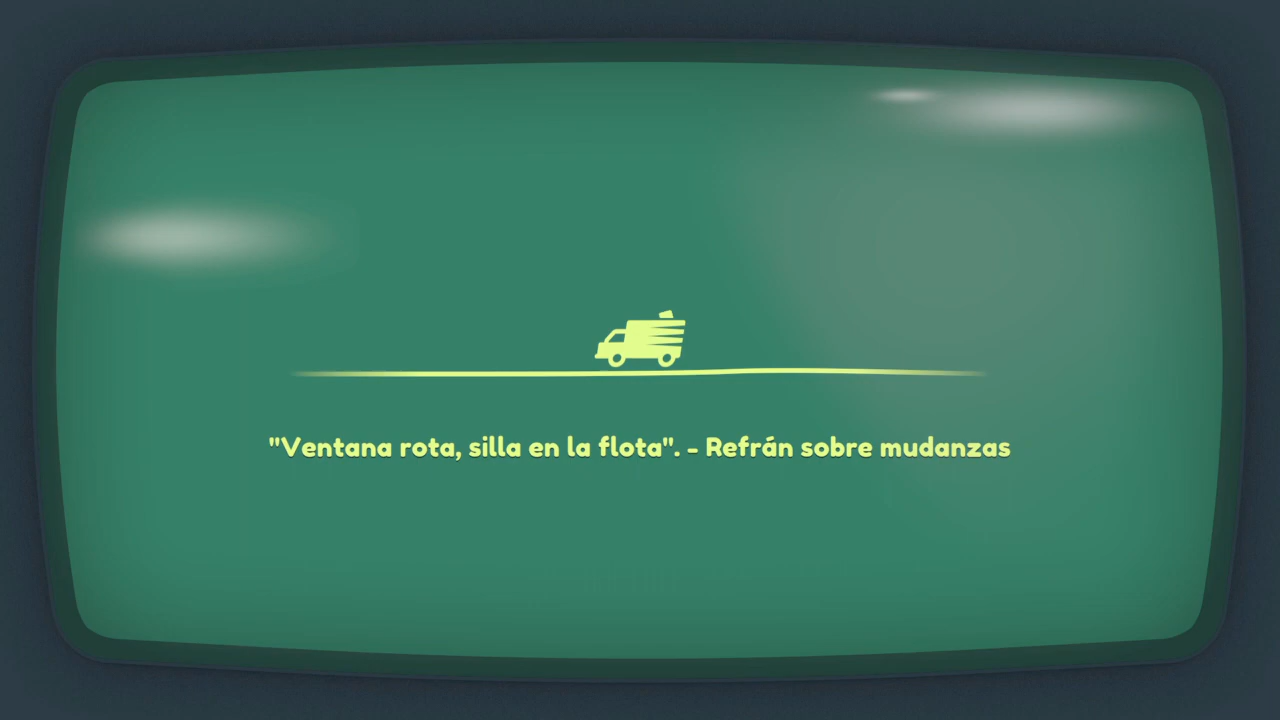 "Ventana rota, silla en la flota". - Refrán sobre mudanzas